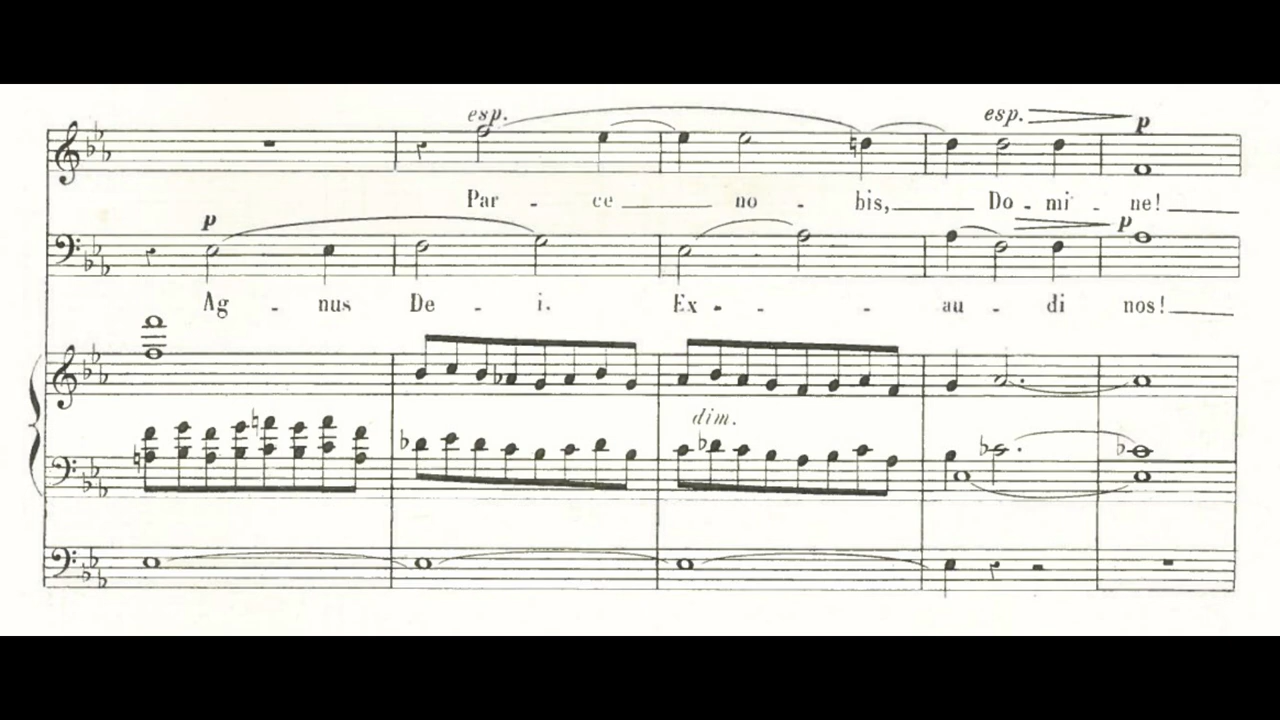 esp. esp. p
Par - ce no - bis, Do - mi - ne!
p p
Ag - nus De - i. Ex - - - au - di nos!
dim.